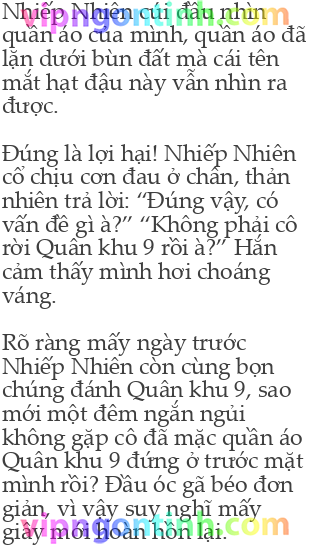 Nhiếp Nhiên cúi đầu nhìn
quần áo của mình, quần áo đã
lặn dưới bùn đất mà cái tên
mắt hạt đậu này vẫn nhìn ra
được.
Đúng là lợi hại! Nhiếp Nhiên
cố chịu cơn đau ở chân, thản
nhiên trả lời: “Đúng vậy, có
vấn đề gì à?” “Không phải cô
rời Quân khu 9 rồi à?” Hắn
cảm thấy mình hơi choáng
váng.
Rõ ràng mấy ngày trước
Nhiếp Nhiên còn cùng bọn
chúng đánh Quân khu 9, sao
mới một đêm ngắn ngủi
không gặp cô đã mặc quần áo
Quân khu 9 đứng ở trước mặt
mình rồi? Đầu óc gã béo đơn
giản, vì vậy suy nghĩ mấy
giây mới hoàn hồn lại.
vipngontinh.com
vipngontinh.com